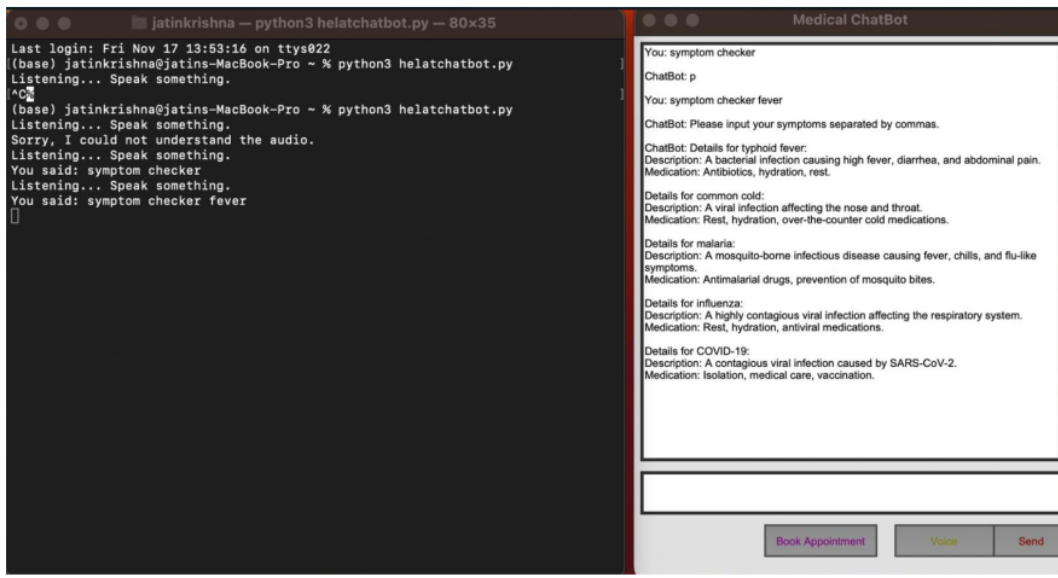 jatinkrishna — python3 helatchatbot.py — 80×35
Last login: Fri Nov 17 13:53:16 on ttys022
[(base) jatinkrishna@jatins-MacBook-Pro ~ % python3 helatchatbot.py ]
Listening... Speak something.
[^C% ]
(base) jatinkrishna@jatins-MacBook-Pro ~ % python3 helatchatbot.py
Listening... Speak something.
Sorry, I could not understand the audio.
Listening... Speak something.
You said: symptom checker
Listening... Speak something.
You said: symptom checker fever
Medical ChatBot
You: symptom checker
ChatBot: p
You: symptom checker fever
ChatBot: Please input your symptoms separated by commas.
ChatBot: Details for typhoid fever:
Description: A bacterial infection causing high fever, diarrhea, and abdominal pain.
Medication: Antibiotics, hydration, rest.
Details for common cold:
Description: A viral infection affecting the nose and throat.
Medication: Rest, hydration, over-the-counter cold medications.
Details for malaria:
Description: A mosquito-borne infectious disease causing fever, chills, and flu-like
symptoms.
Medication: Antimalarial drugs, prevention of mosquito bites.
Details for influenza:
Description: A highly contagious viral infection affecting the respiratory system.
Medication: Rest, hydration, antiviral medications.
Details for COVID-19:
Description: A contagious viral infection caused by SARS-CoV-2.
Medication: Isolation, medical care, vaccination.
Book Appointment
Voice
Send